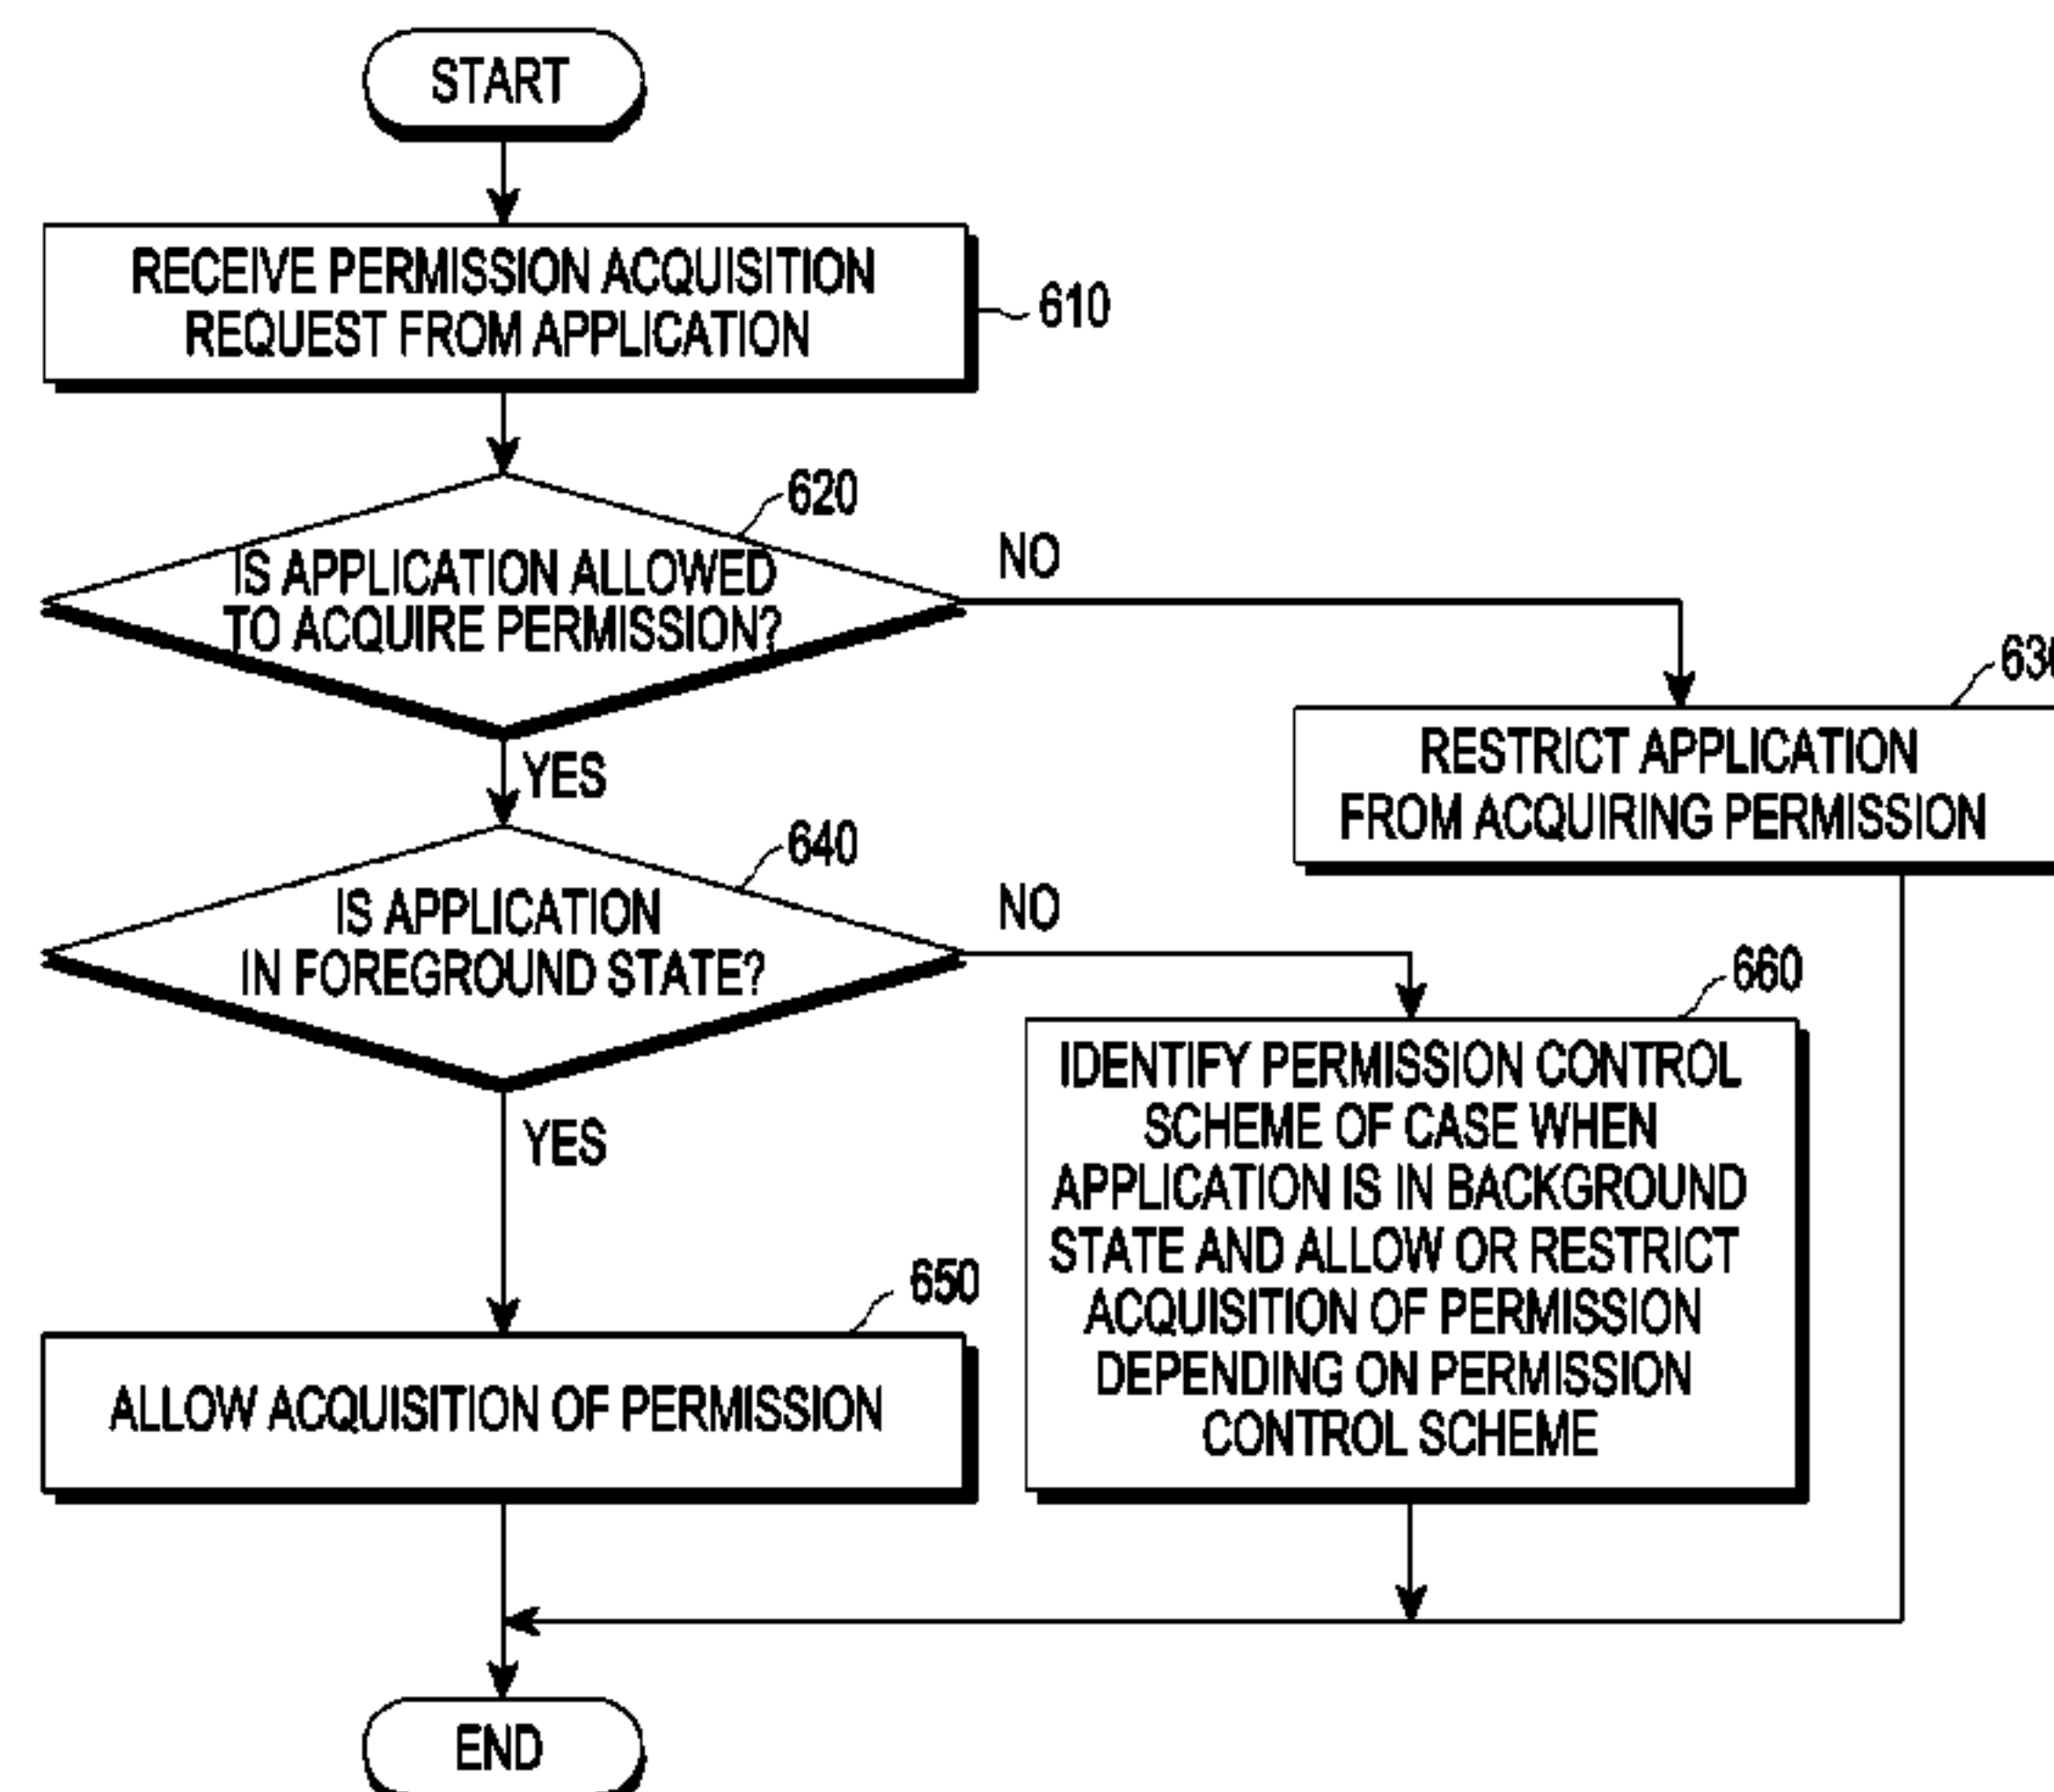 START
RECEIVE PERMISSION ACQUISITION
REQUEST FROM APPLICATION
610
620
IS APPLICATION ALLOWED
TO ACQUIRE PERMISSION?
NO
YES
RESTRICT APPLICATION
FROM ACQUIRING PERMISSION
640
IS APPLICATION
IN FOREGROUND STATE?
NO
YES
660
IDENTIFY PERMISSION CONTROL
SCHEME OF CASE WHEN
APPLICATION IS IN BACKGROUND
STATE AND ALLOW OR RESTRICT
ACQUISITION OF PERMISSION
DEPENDING ON PERMISSION
CONTROL SCHEME
650
ALLOW ACQUISITION OF PERMISSION
END